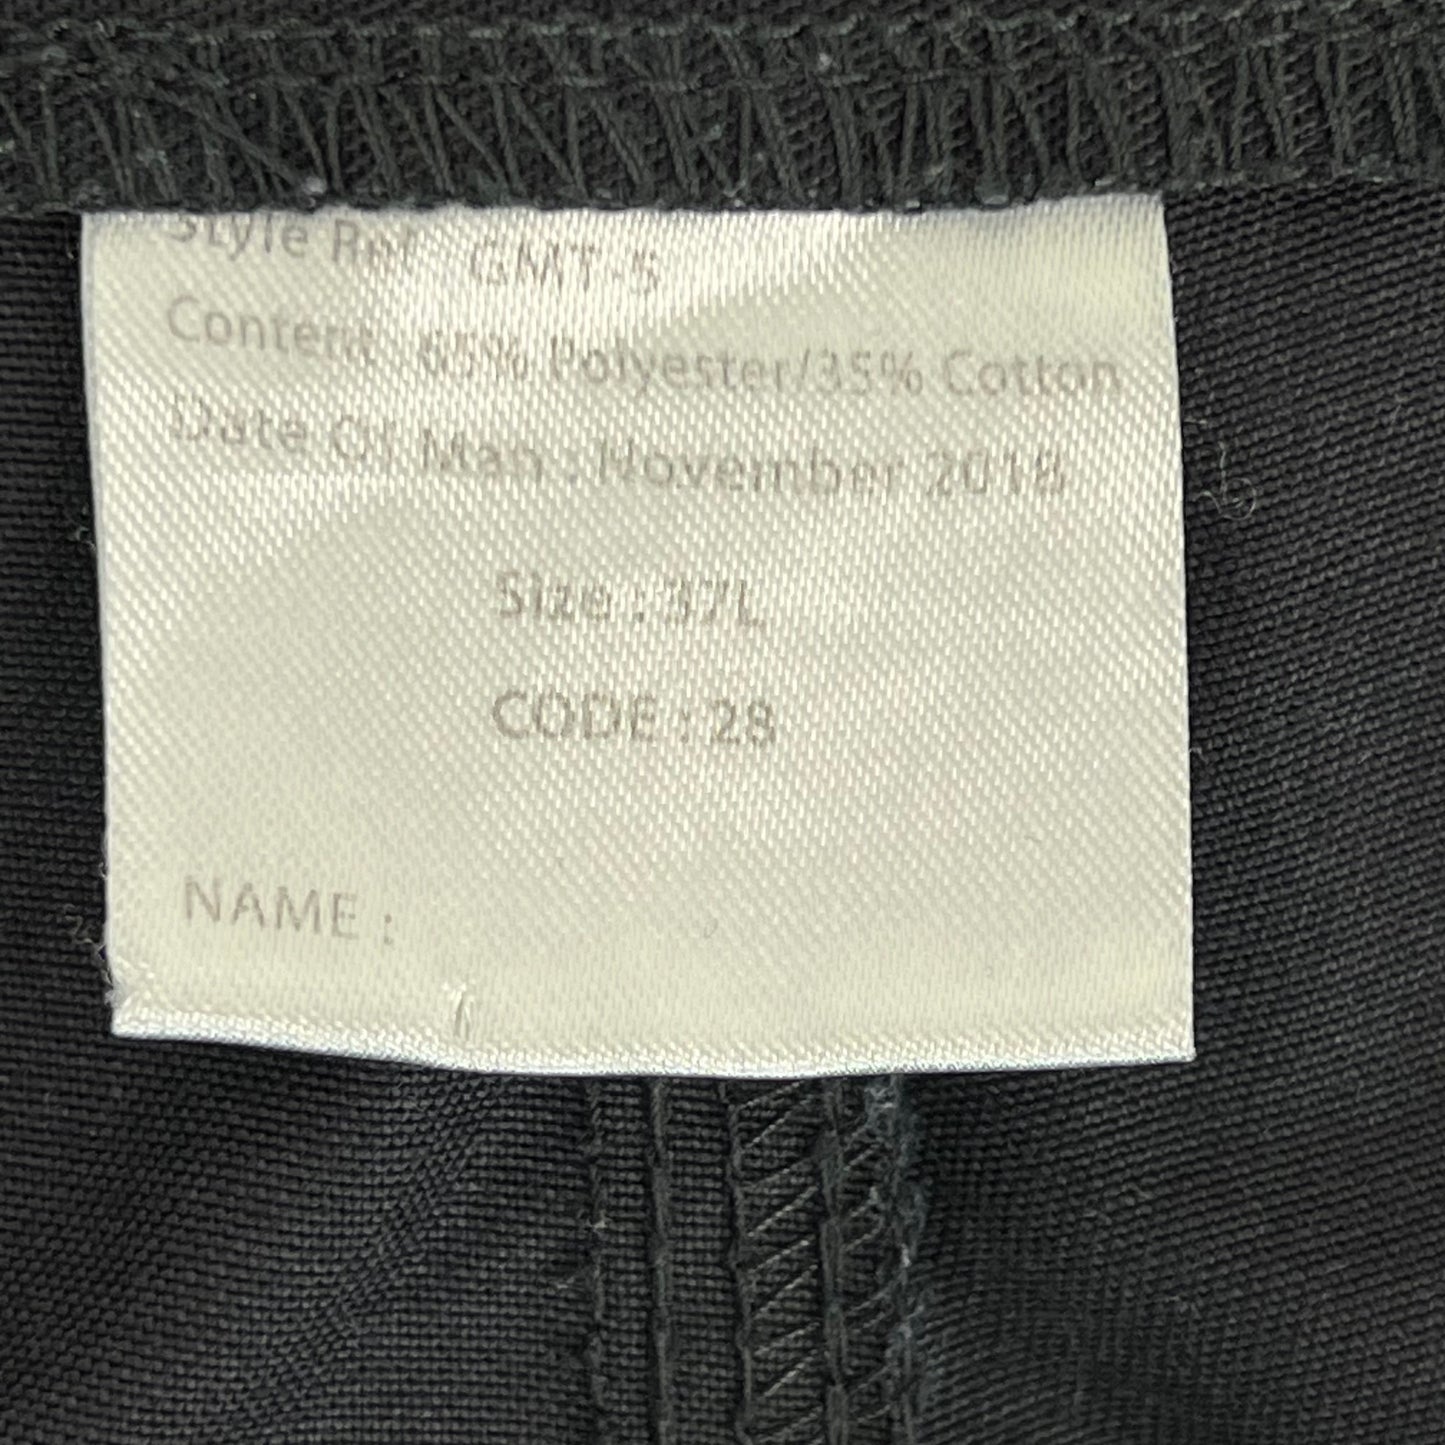 Style Ref : GMT-5
Content : 65% Polyester/35% Cotton
Date Of Man : November 2018
Size : 37L
CODE : 28
NAME :